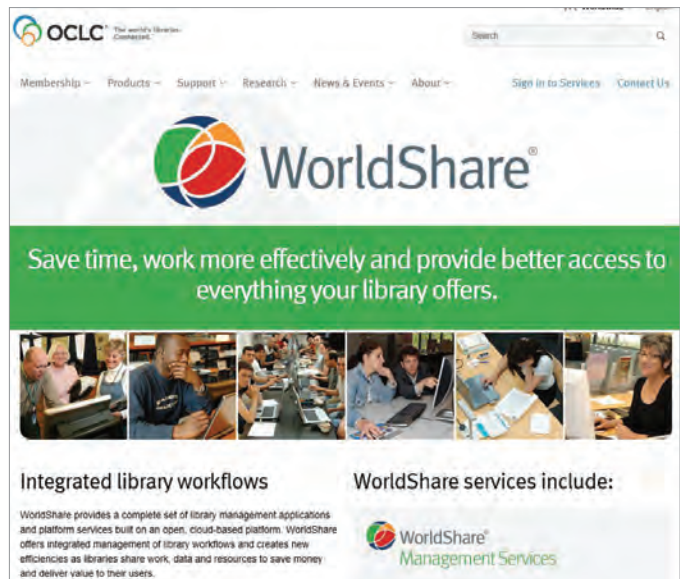 OCLC® The world's libraries.
Connected.™
Search
Membership Products Support Research News & Events About Sign in to Services Contact Us
WorldShare®
Save time, work more effectively and provide better access to
everything your library offers.
Integrated library workflows
WorldShare provides a complete set of library management applications
and platform services built on an open, cloud-based platform. WorldShare
offers integrated management of library workflows and creates new
efficiencies as libraries share work, data and resources to save money
and deliver value to their users.
WorldShare services include:
WorldShare®
Management Services